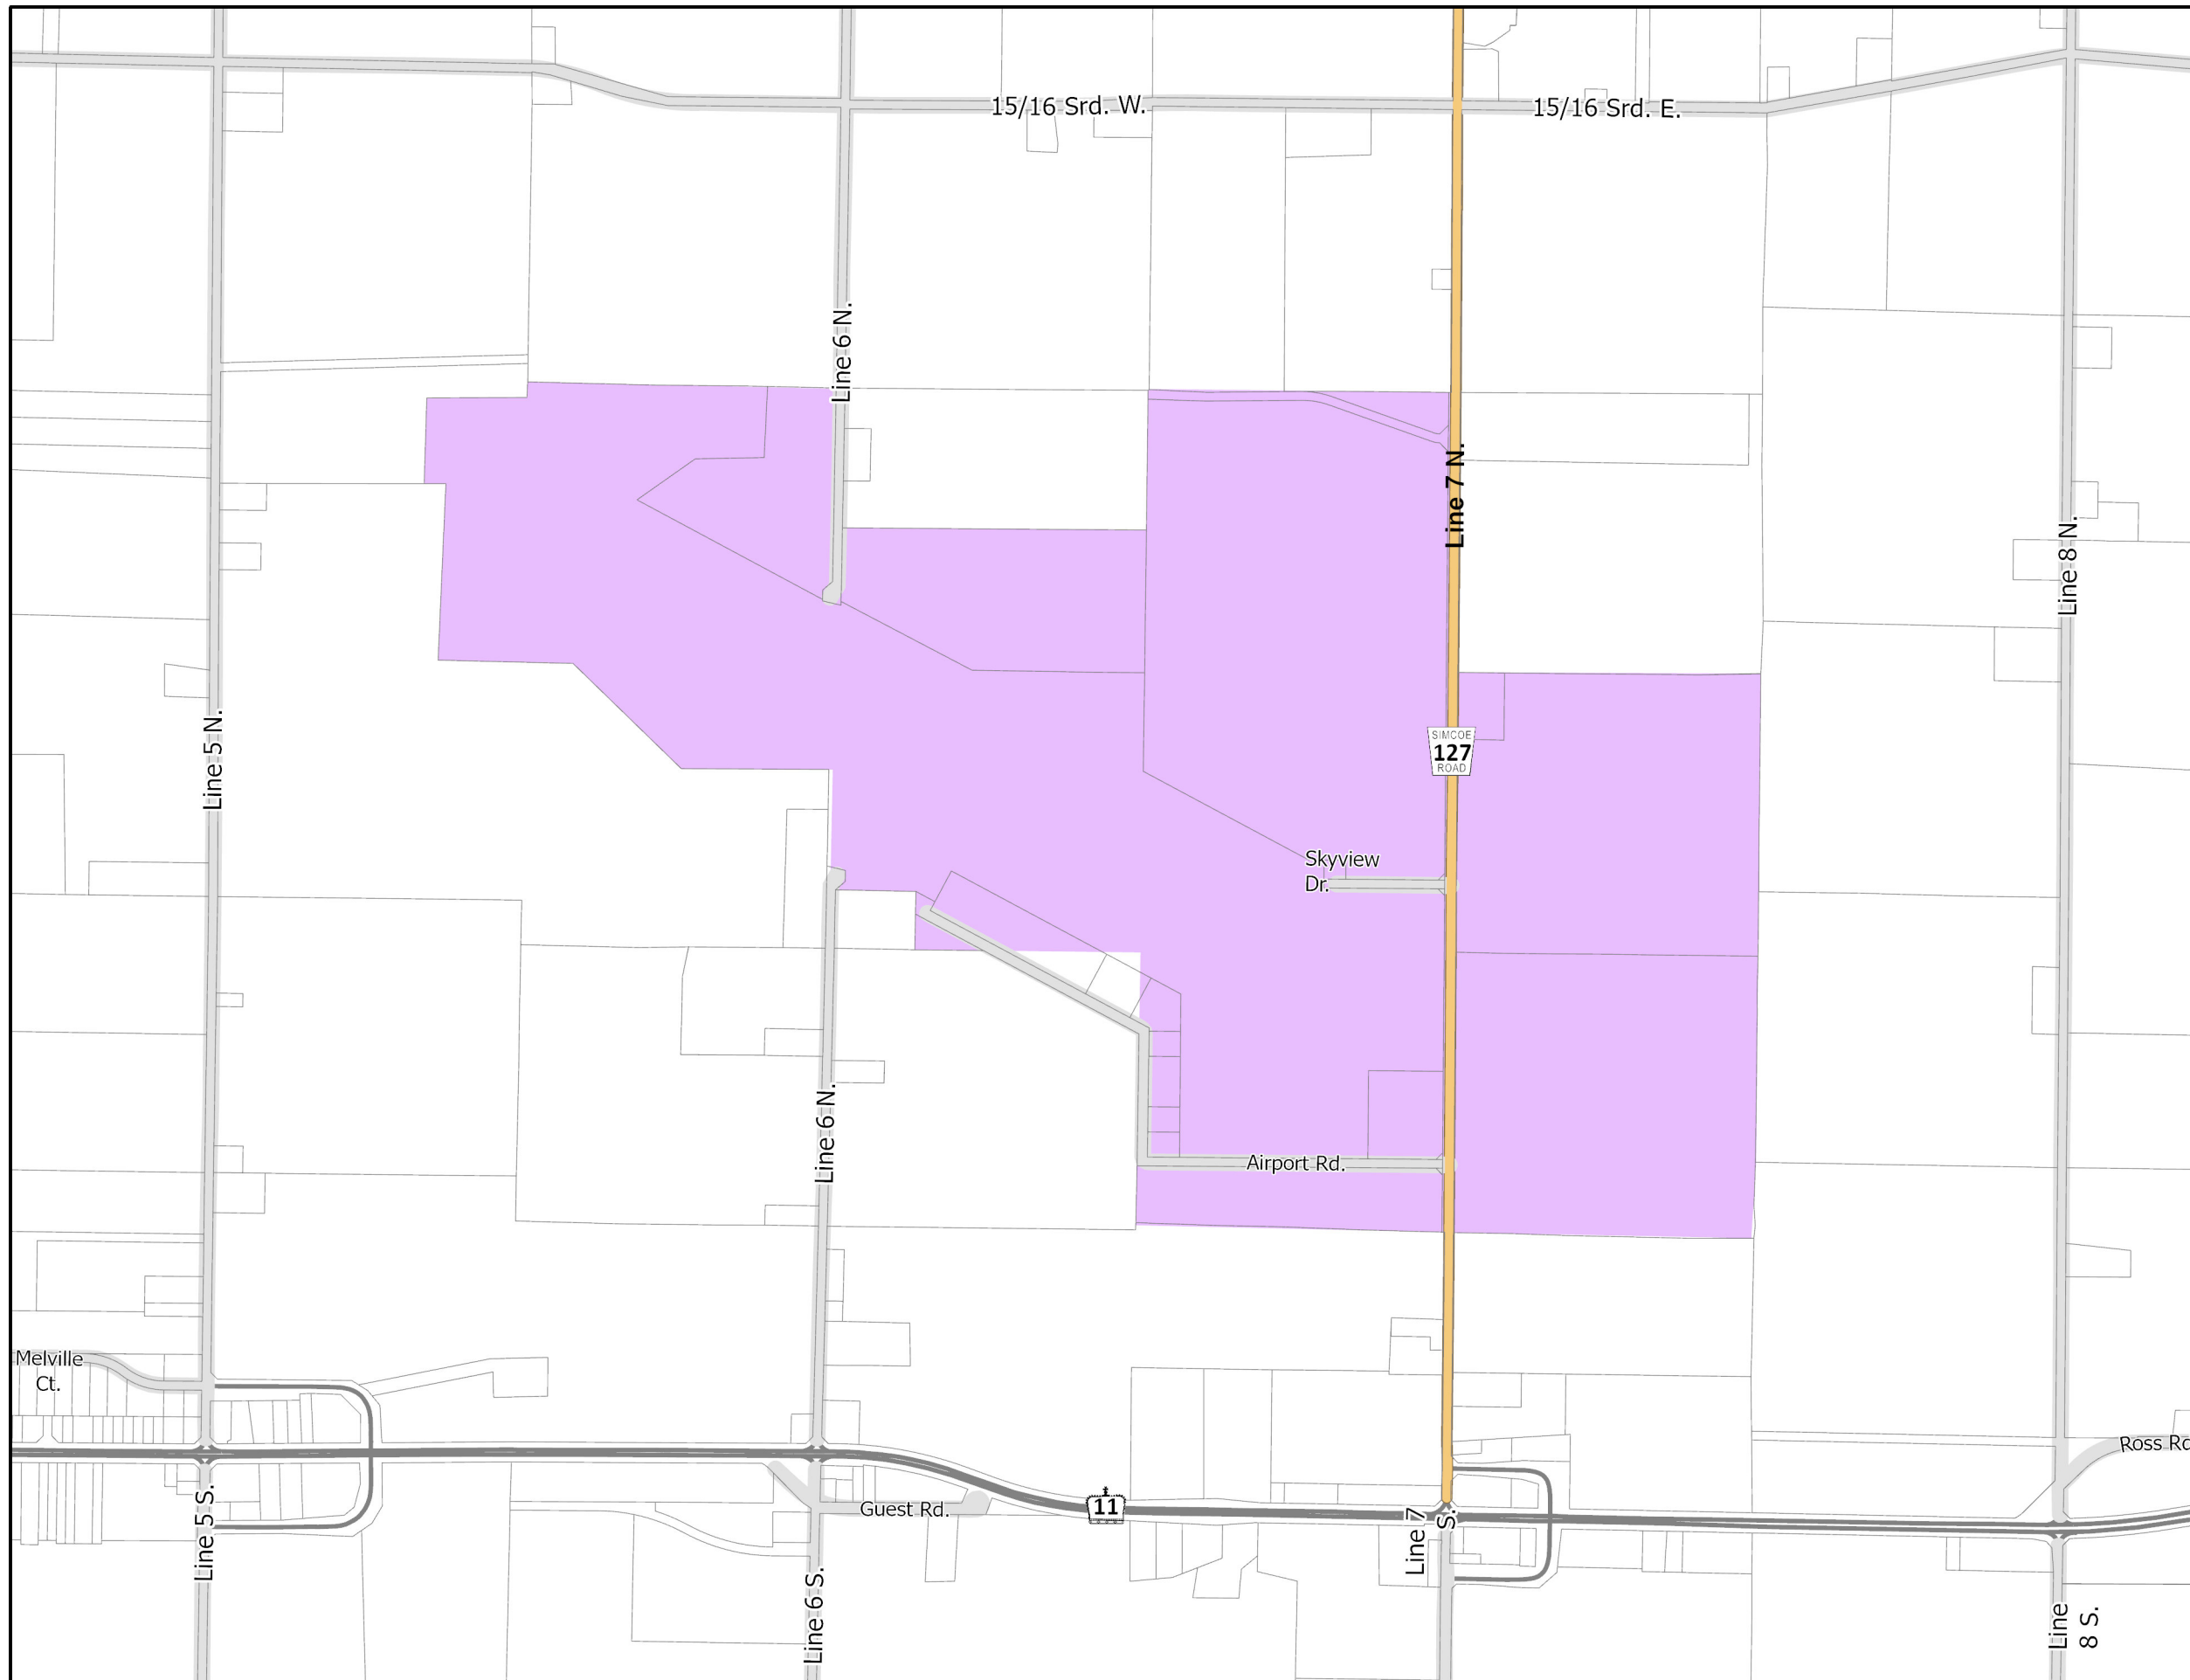 15/16 Srd. W.
15/16 Srd. E.
Line 6 N.
Line 7 N.
Line 8 N.
Line 5 N.
SIMCOE
127
ROAD
Skyview
Dr.
Line 6 N.
Airport Rd.
Melville
Ct.
Ross Rd
Line 5 S.
Guest Rd.
11
Line 7
S.
Line 6 S.
Line
8 S.